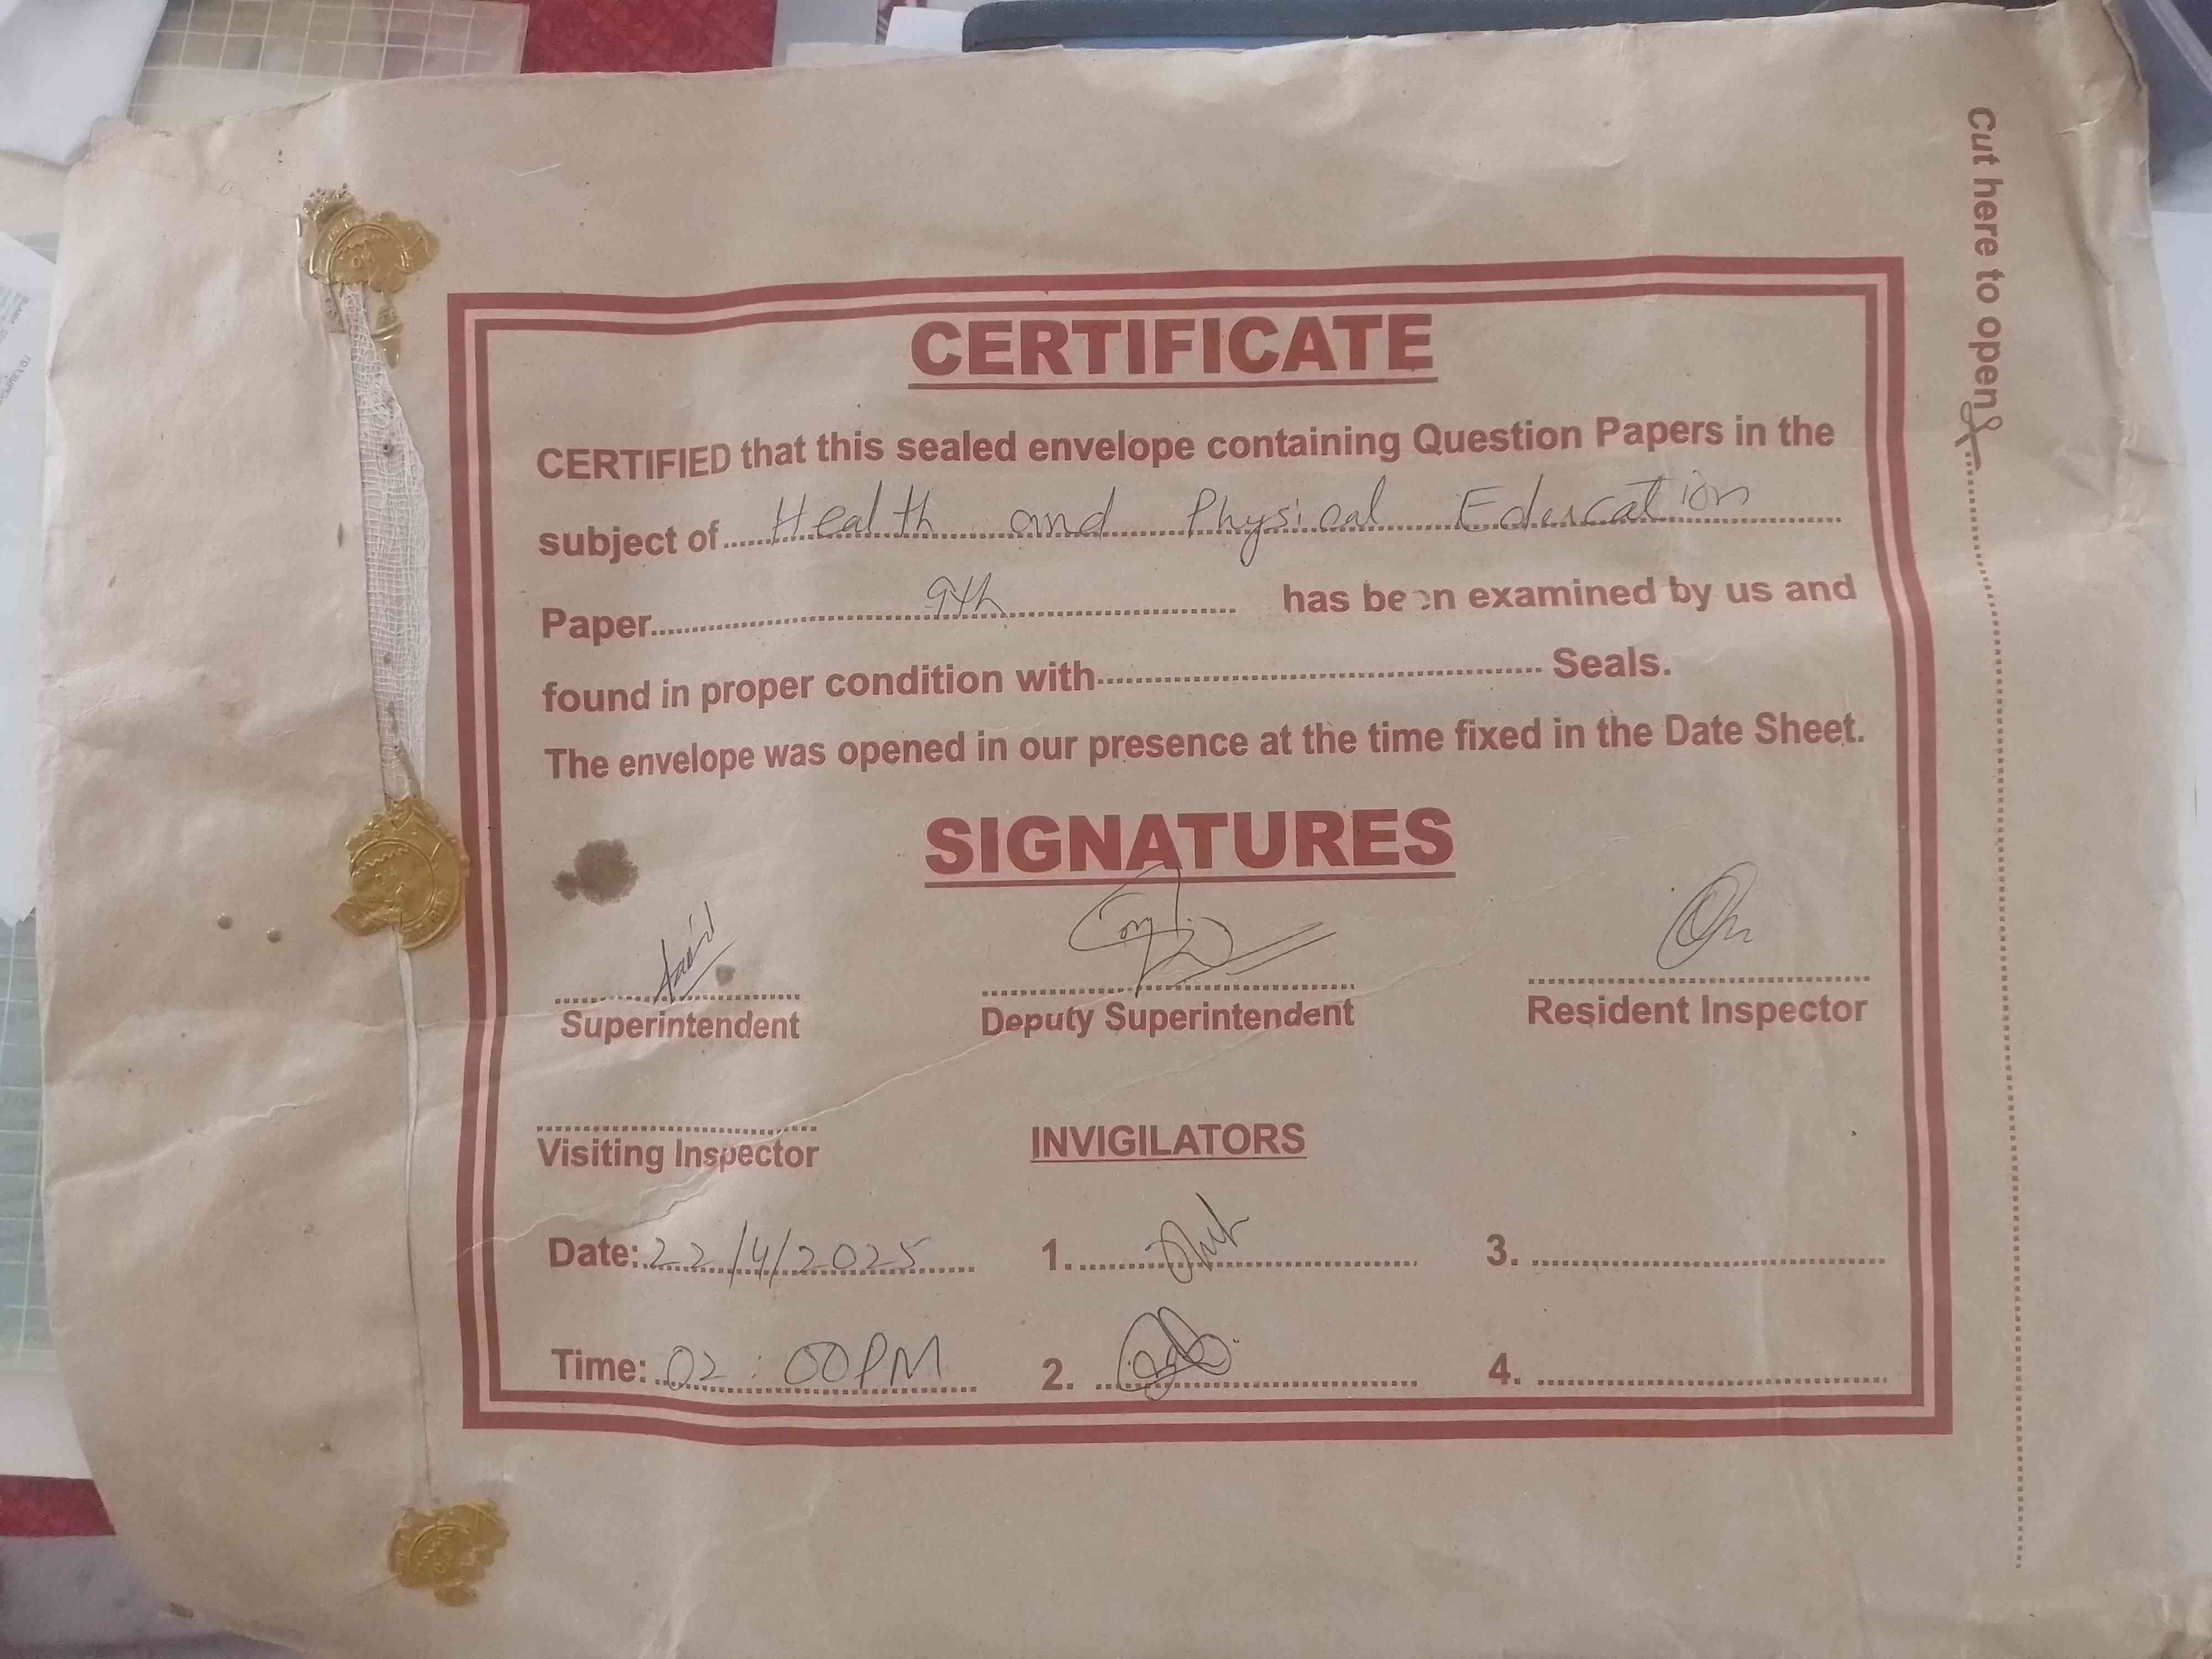 Cut here to open
CERTIFICATE
CERTIFIED that this sealed envelope containing Question Papers in the
subject of Health and Physical Education
Paper 9th has been examined by us and
found in proper condition with Seals.
The envelope was opened in our presence at the time fixed in the Date Sheet.
SIGNATURES
Superintendent Deputy Superintendent Resident Inspector
Visiting Inspector INVIGILATORS
Date: 22/4/2025 1. 3.
Time: 02:00PM 2. 4.